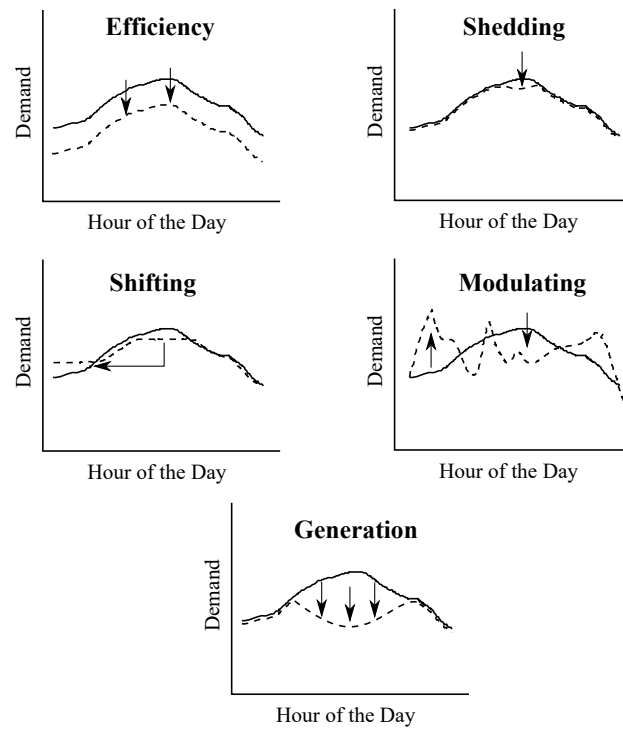 Efficiency
Demand
Hour of the Day
Shedding
Demand
Hour of the Day
Shifting
Demand
Hour of the Day
Modulating
Demand
Hour of the Day
Generation
Demand
Hour of the Day